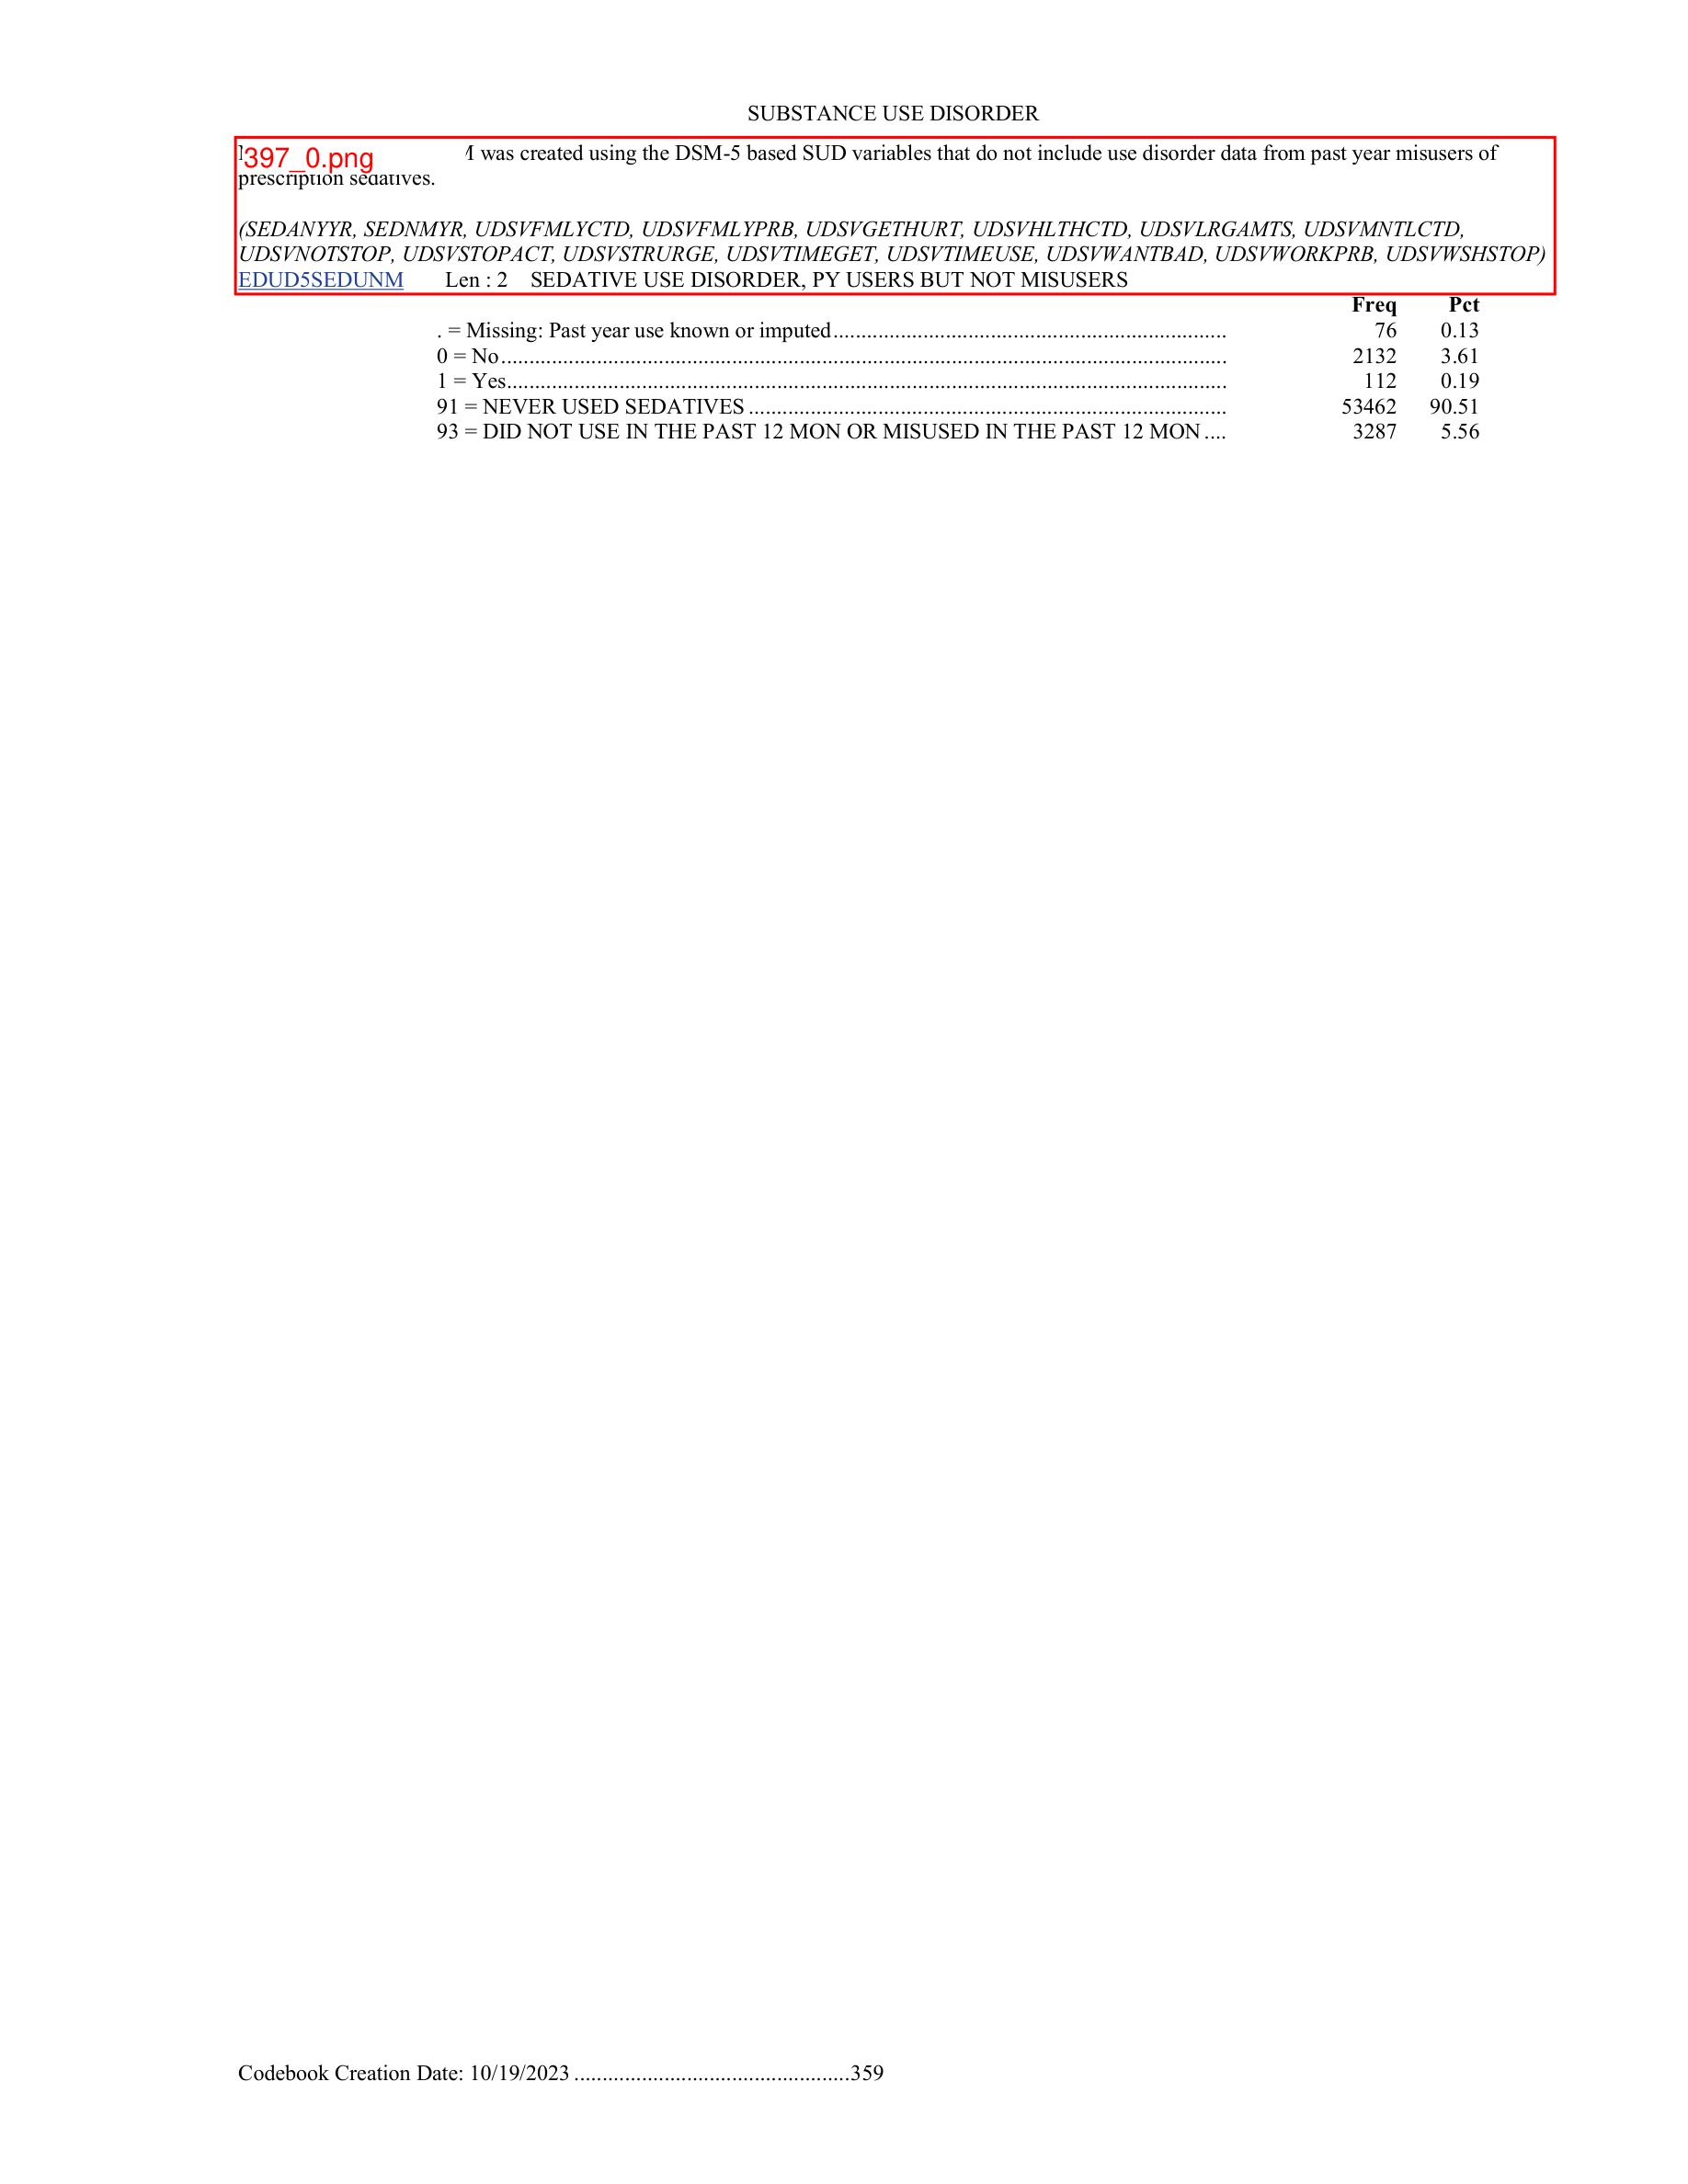 SUBSTANCE USE DISORDER
397_0.png was created using the DSM-5 based SUD variables that do not include use disorder data from past year misusers of
prescription sedatives.
(SEDANYYR, SEDNMYR, UDSVFMLYCTD, UDSVFMLYPRB, UDSVGETHURT, UDSVHLTHCTD, UDSVLRGAMTS, UDSVMNTLCTD,
UDSVNOTSTOP, UDSVSTOPACT, UDSVSTRURGE, UDSVTIMEGET, UDSVTIMEUSE, UDSVWANTBAD, UDSVWORKPRB, UDSVWSHSTOP)
EDUD5SEDUNM Len : 2 SEDATIVE USE DISORDER, PY USERS BUT NOT MISUSERS
Freq Pct
. = Missing: Past year use known or imputed 76 0.13
0 = No 2132 3.61
1 = Yes 112 0.19
91 = NEVER USED SEDATIVES 53462 90.51
93 = DID NOT USE IN THE PAST 12 MON OR MISUSED IN THE PAST 12 MON .... 3287 5.56
Codebook Creation Date: 10/19/2023 .................................................359